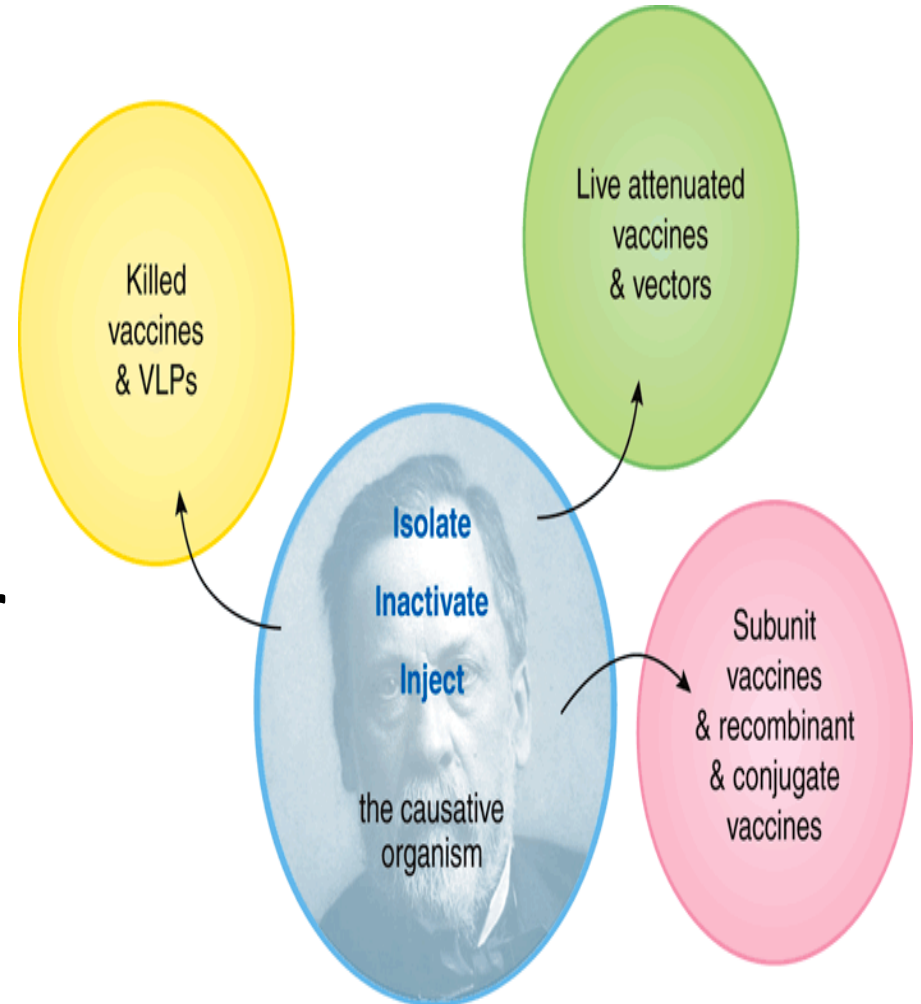 Killed
vaccines
& VLPs
Live attenuated
vaccines
& vectors
Isolate
Inactivate
Inject
the causative
organism
Subunit
vaccines
& recombinant
& conjugate
vaccines